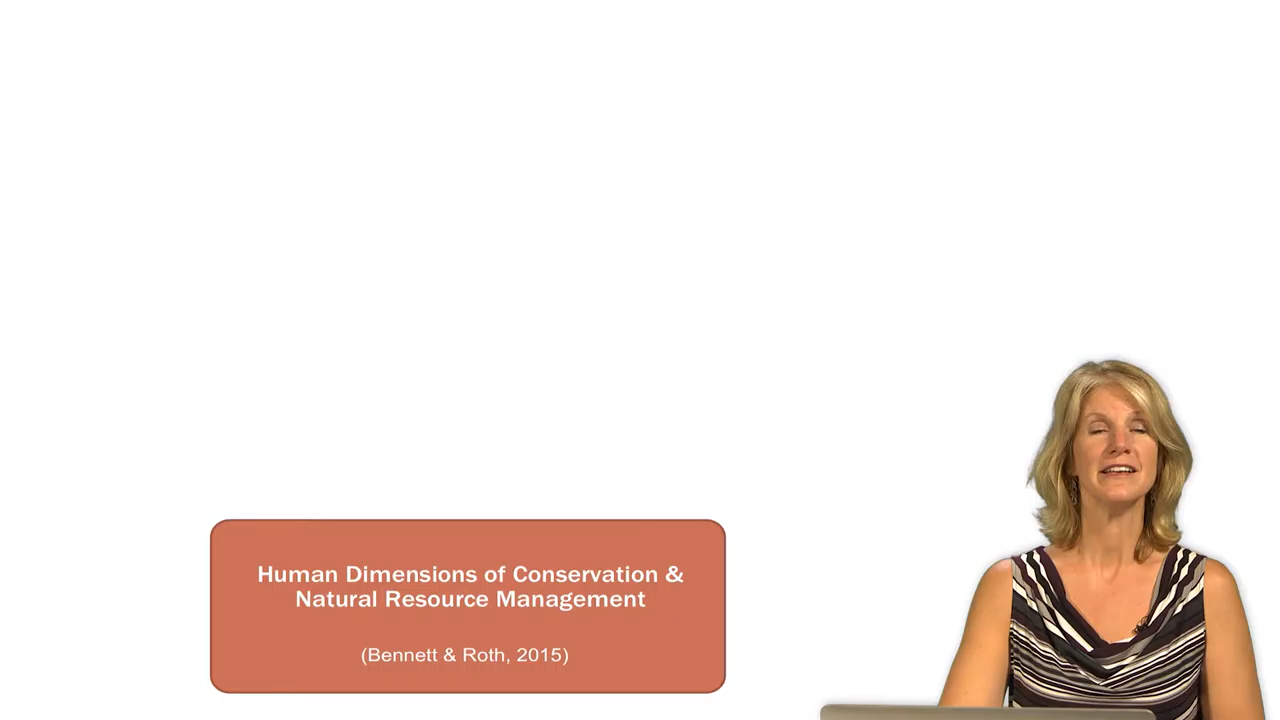 Human Dimensions of Conservation &
Natural Resource Management
(Bennett & Roth, 2015)